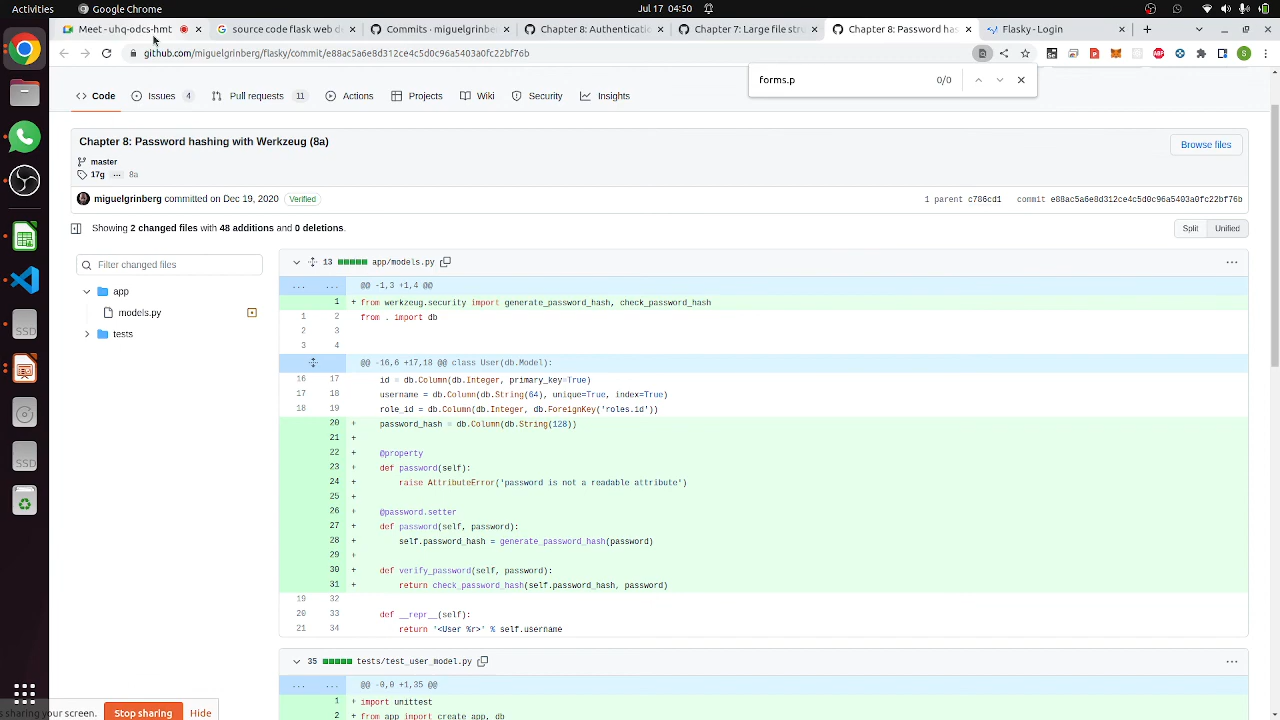 Activities Google Chrome Jul 17 04:50
Meet - uhq-odcs-hmt source code flask web de Commits · miguelgrinberg Chapter 8: Authenticatio Chapter 7: Large file stru Chapter 8: Password has Flasky - Login
github.com/miguelgrinberg/flasky/commit/e88ac5a6e8d312ce4c5d0c96a5403a0fc22bf76b
forms.p 0/0
Code Issues 4 Pull requests 11 Actions Projects Wiki Security Insights
Chapter 8: Password hashing with Werkzeug (8a)
Browse files
master
17g ... 8a
miguelgrinberg committed on Dec 19, 2020 Verified 1 parent c786cd1 commit e88ac5a6e8d312ce4c5d0c96a5403a0fc22bf76b
Showing 2 changed files with 48 additions and 0 deletions.
Split Unified
Filter changed files
app
models.py
tests
13 app/models.py
... ... @@ -1,3 +1,4 @@
1 + from werkzeug.security import generate_password_hash, check_password_hash
1 2 from . import db
2 3
3 4
@@ -16,6 +17,18 @@ class User(db.Model):
16 17 id = db.Column(db.Integer, primary_key=True)
17 18 username = db.Column(db.String(64), unique=True, index=True)
18 19 role_id = db.Column(db.Integer, db.ForeignKey('roles.id'))
20 + password_hash = db.Column(db.String(128))
21 +
22 + @property
23 + def password(self):
24 + raise AttributeError('password is not a readable attribute')
25 +
26 + @password.setter
27 + def password(self, password):
28 + self.password_hash = generate_password_hash(password)
29 +
30 + def verify_password(self, password):
31 + return check_password_hash(self.password_hash, password)
19 32
20 33 def __repr__(self):
21 34 return '<User %r>' % self.username
35 tests/test_user_model.py
... ... @@ -0,0 +1,35 @@
1 + import unittest
2 + from app import create_app, db
s sharing your screen. Stop sharing Hide
SSD
SSD